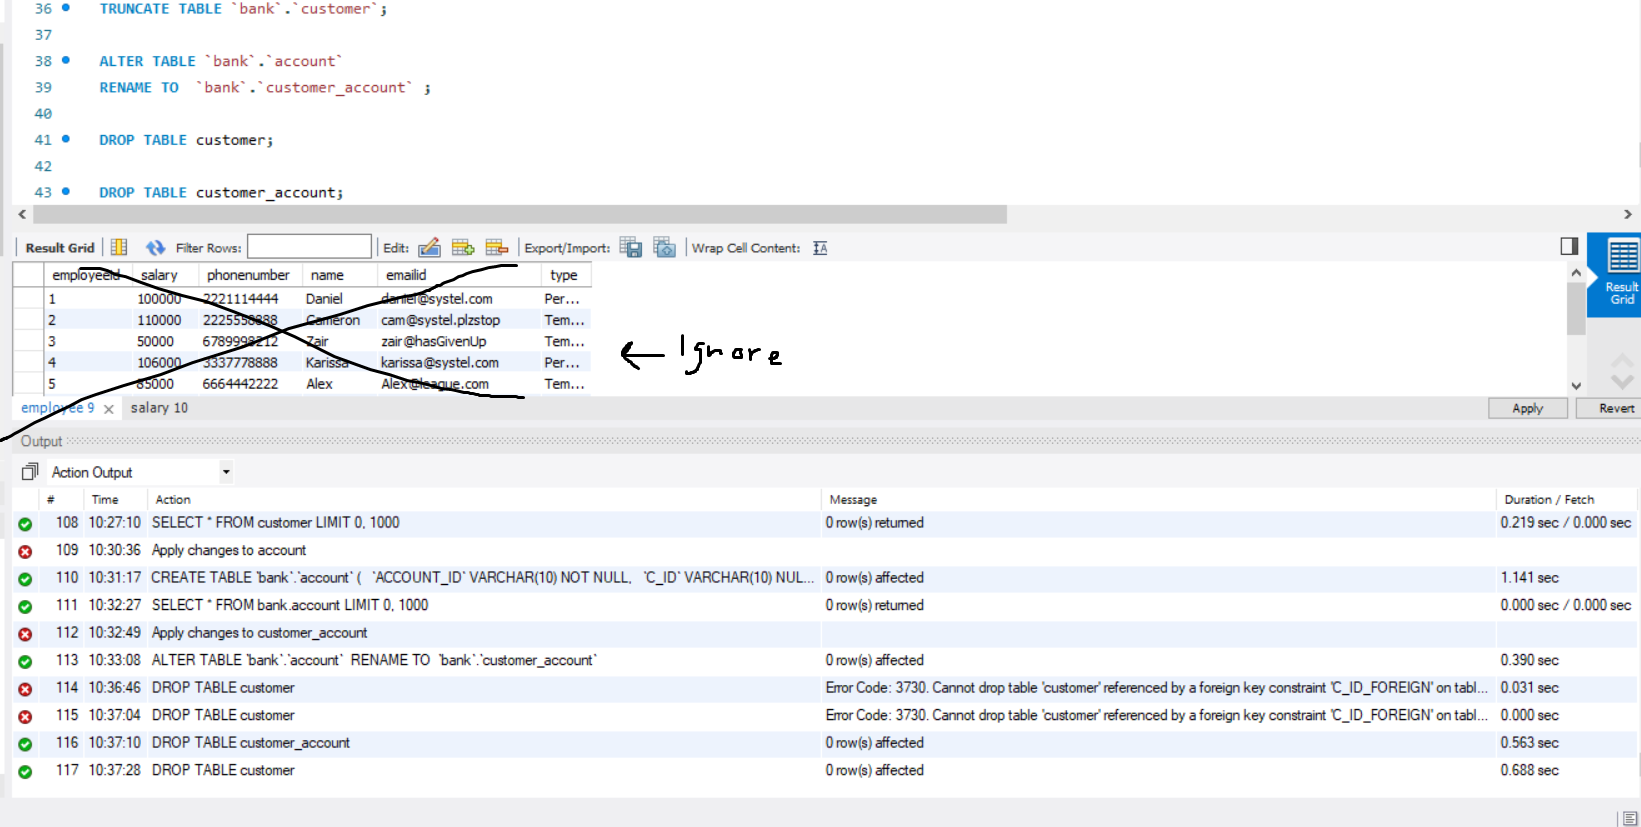 36 TRUNCATE TABLE `bank`.`customer`;
37
38 ALTER TABLE `bank`.`account`
39 RENAME TO  `bank`.`customer_account` ;
40
41 DROP TABLE customer;
42
43 DROP TABLE customer_account;
Result Grid Filter Rows: Edit: Export/Import: Wrap Cell Content:
employeeid salary phonenumber name emailid type
1 100000 2221114444 Daniel daniel@systel.com Per...
2 110000 2225558888 Cameron cam@systel.plzstop Tem...
3 50000 6789998212 Zair zair@hasGivenUp Tem...
4 106000 3337778888 Karissa karissa@systel.com Per...
5 85000 6664442222 Alex Alex@league.com Tem...
Ignore
Result
Grid
employee 9 salary 10 Apply Revert
Output
Action Output
# Time Action Message Duration / Fetch
108 10:27:10 SELECT * FROM customer LIMIT 0, 1000 0 row(s) returned 0.219 sec / 0.000 sec
109 10:30:36 Apply changes to account
110 10:31:17 CREATE TABLE `bank`.`account` (   `ACCOUNT_ID` VARCHAR(10) NOT NULL,   `C_ID` VARCHAR(10) NUL... 0 row(s) affected 1.141 sec
111 10:32:27 SELECT * FROM bank.account LIMIT 0, 1000 0 row(s) returned 0.000 sec / 0.000 sec
112 10:32:49 Apply changes to customer_account
113 10:33:08 ALTER TABLE `bank`.`account`  RENAME TO  `bank`.`customer_account` 0 row(s) affected 0.390 sec
114 10:36:46 DROP TABLE customer Error Code: 3730. Cannot drop table 'customer' referenced by a foreign key constraint 'C_ID_FOREIGN' on tabl... 0.031 sec
115 10:37:04 DROP TABLE customer Error Code: 3730. Cannot drop table 'customer' referenced by a foreign key constraint 'C_ID_FOREIGN' on tabl... 0.000 sec
116 10:37:10 DROP TABLE customer_account 0 row(s) affected 0.563 sec
117 10:37:28 DROP TABLE customer 0 row(s) affected 0.688 sec